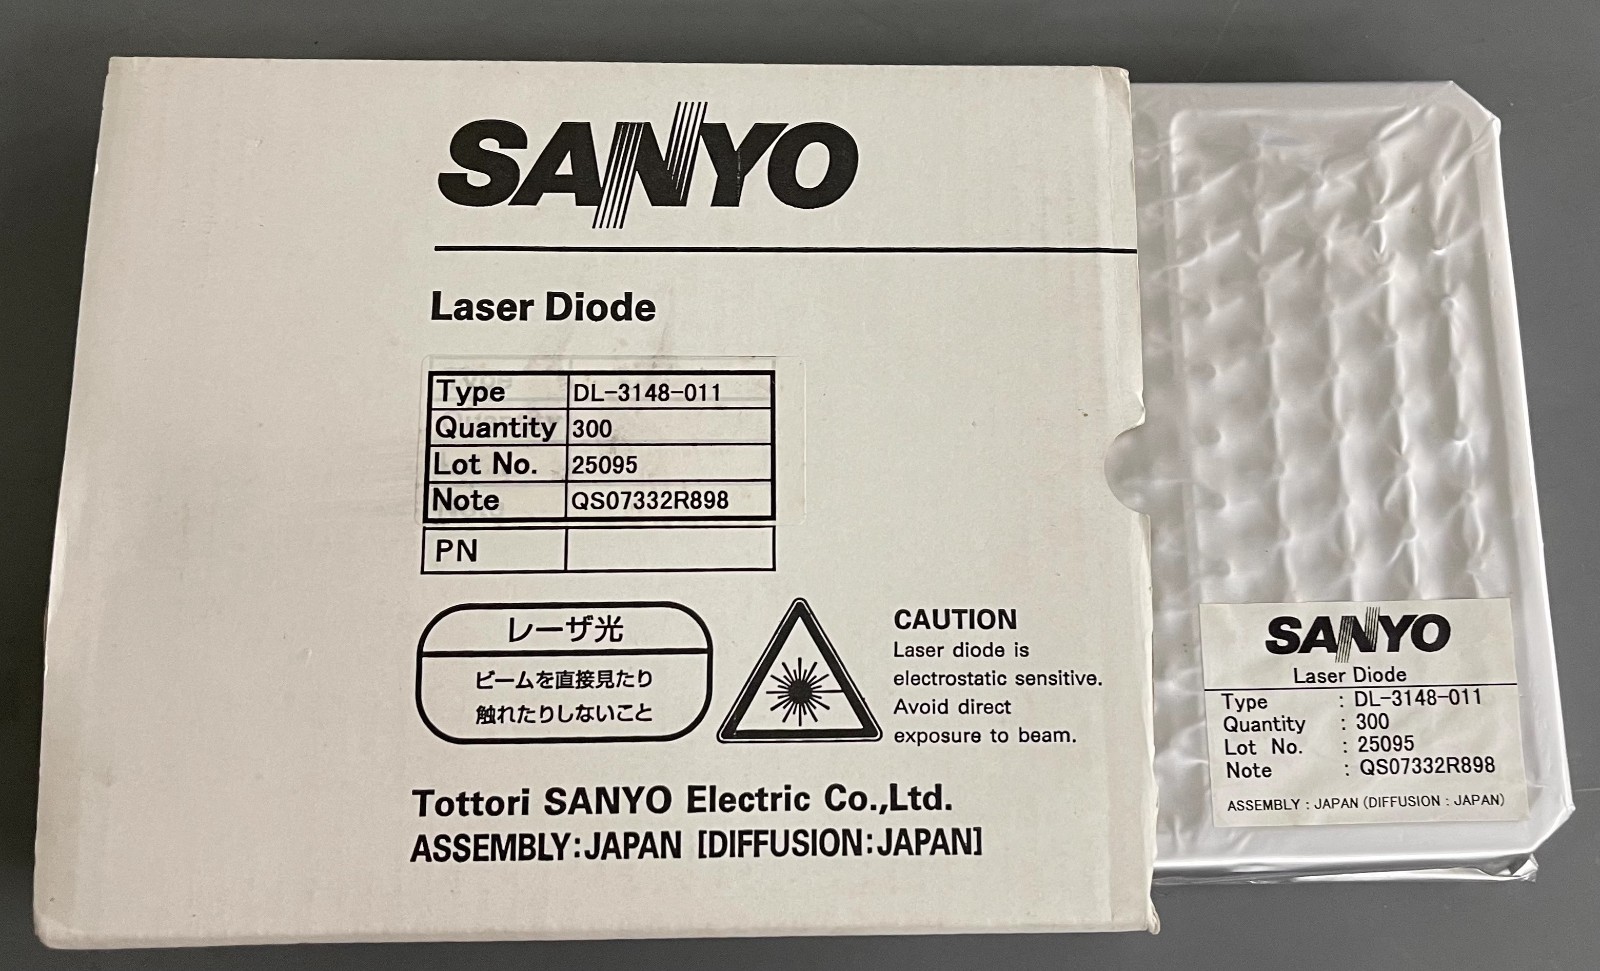 SANYO
Laser Diode
Type DL-3148-011
Quantity 300
Lot No. 25095
Note QS07332R898
PN
レーザ光
ビームを直接見たり
触れたりしないこと
CAUTION
Laser diode is
electrostatic sensitive.
Avoid direct
exposure to beam.
Tottori SANYO Electric Co.,Ltd.
ASSEMBLY:JAPAN [DIFFUSION:JAPAN]
SANYO
Laser Diode
Type : DL-3148-011
Quantity : 300
Lot No. : 25095
Note : QS07332R898
ASSEMBLY : JAPAN (DIFFUSION : JAPAN)